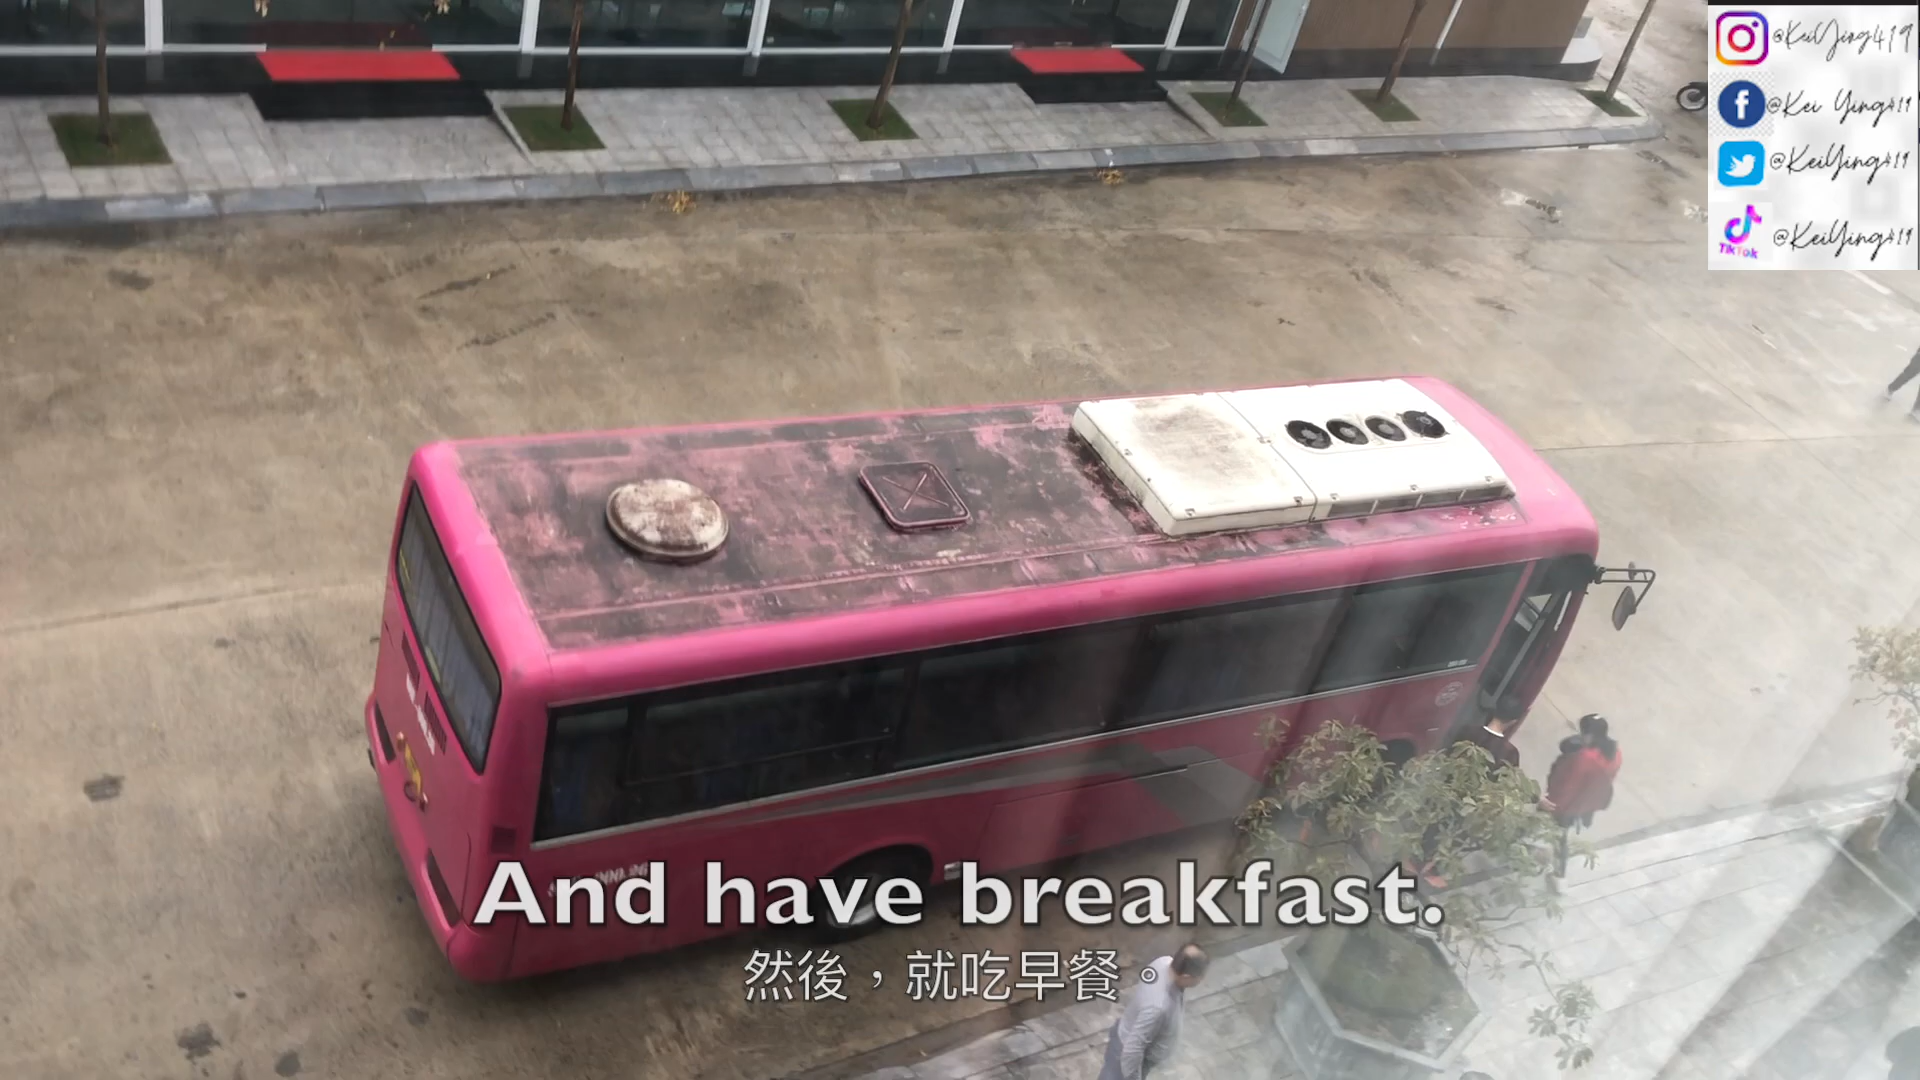 @KeiYing419
@Kei Ying419
@KeiYing419
TikTok
@KeiYing419
And have breakfast.
然後，就吃早餐。